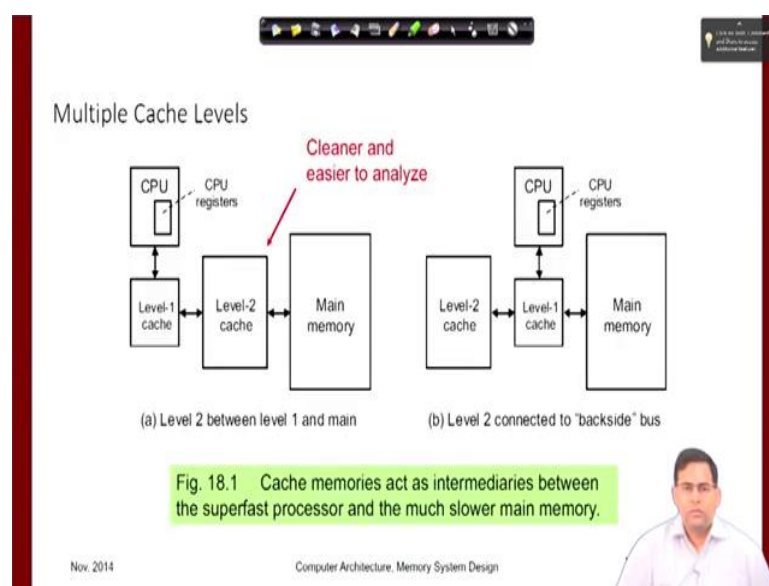 Multiple Cache Levels
Cleaner and
easier to analyze
CPU
CPU
registers
Level-1
cache
Level-2
cache
Main
memory
(a) Level 2 between level 1 and main
CPU
CPU
registers
Level-2
cache
Level-1
cache
Main
memory
(b) Level 2 connected to "backside" bus
Fig. 18.1 Cache memories act as intermediaries between
the superfast processor and the much slower main memory.
Nov. 2014
Computer Architecture, Memory System Design